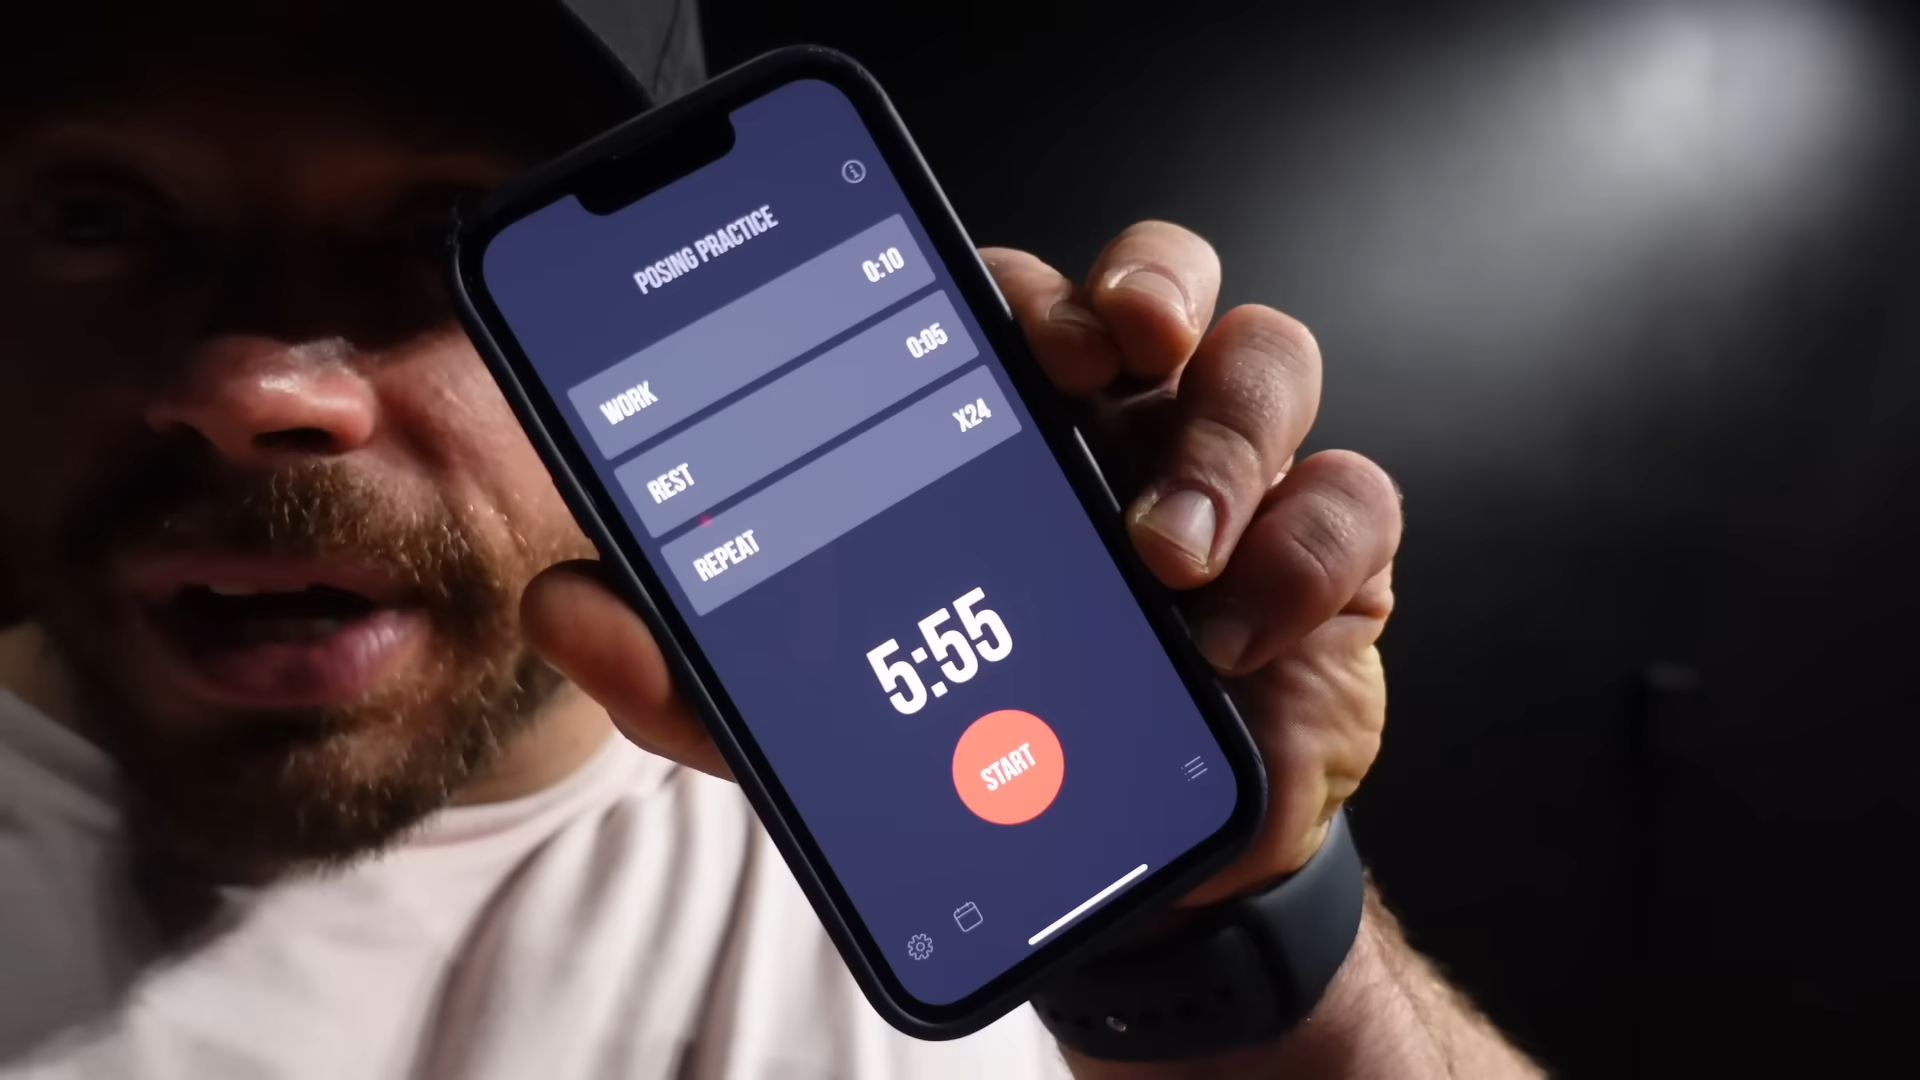 POSING PRACTICE
WORK 0:10
REST 0:05
REPEAT X24
5:55
START